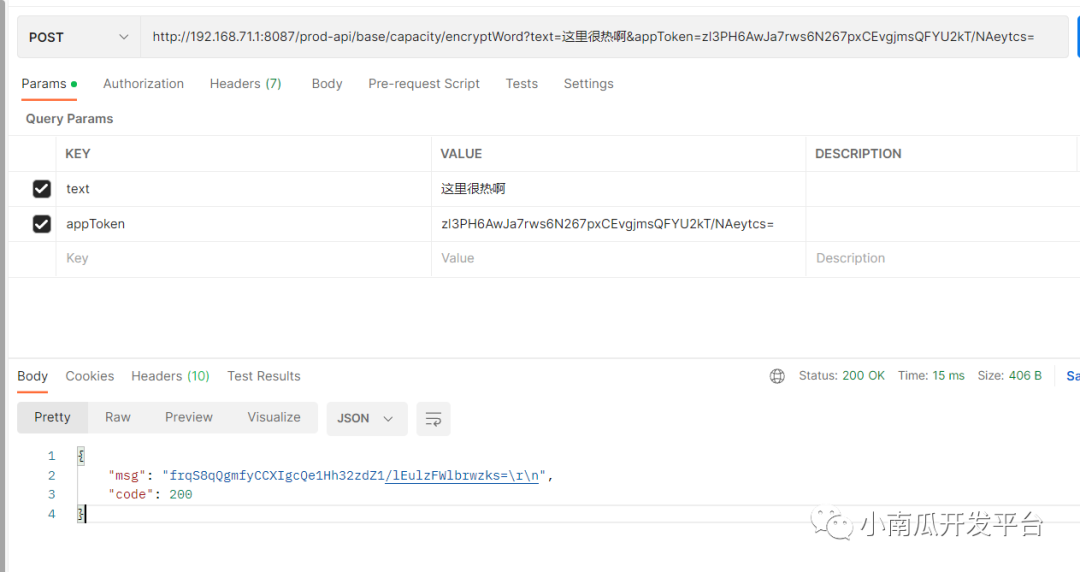 POST http://192.168.71.1:8087/prod-api/base/capacity/encryptWord?text=这里很热啊&appToken=zl3PH6AwJa7rws6N267pxCEvgjmsQFYU2kT/NAeytcs=
Params Authorization Headers (7) Body Pre-request Script Tests Settings
Query Params
KEY VALUE DESCRIPTION
text 这里很热啊
appToken zl3PH6AwJa7rws6N267pxCEvgjmsQFYU2kT/NAeytcs=
Key Value Description
Body Cookies Headers (10) Test Results Status: 200 OK Time: 15 ms Size: 406 B Sa
Pretty Raw Preview Visualize JSON
1 {
2 "msg": "frqS8qQgmfyCCXIgcQe1Hh32zdZ1/lEulzFWlbrwzks=\r\n",
3 "code": 200
4 }
小南瓜开发平台